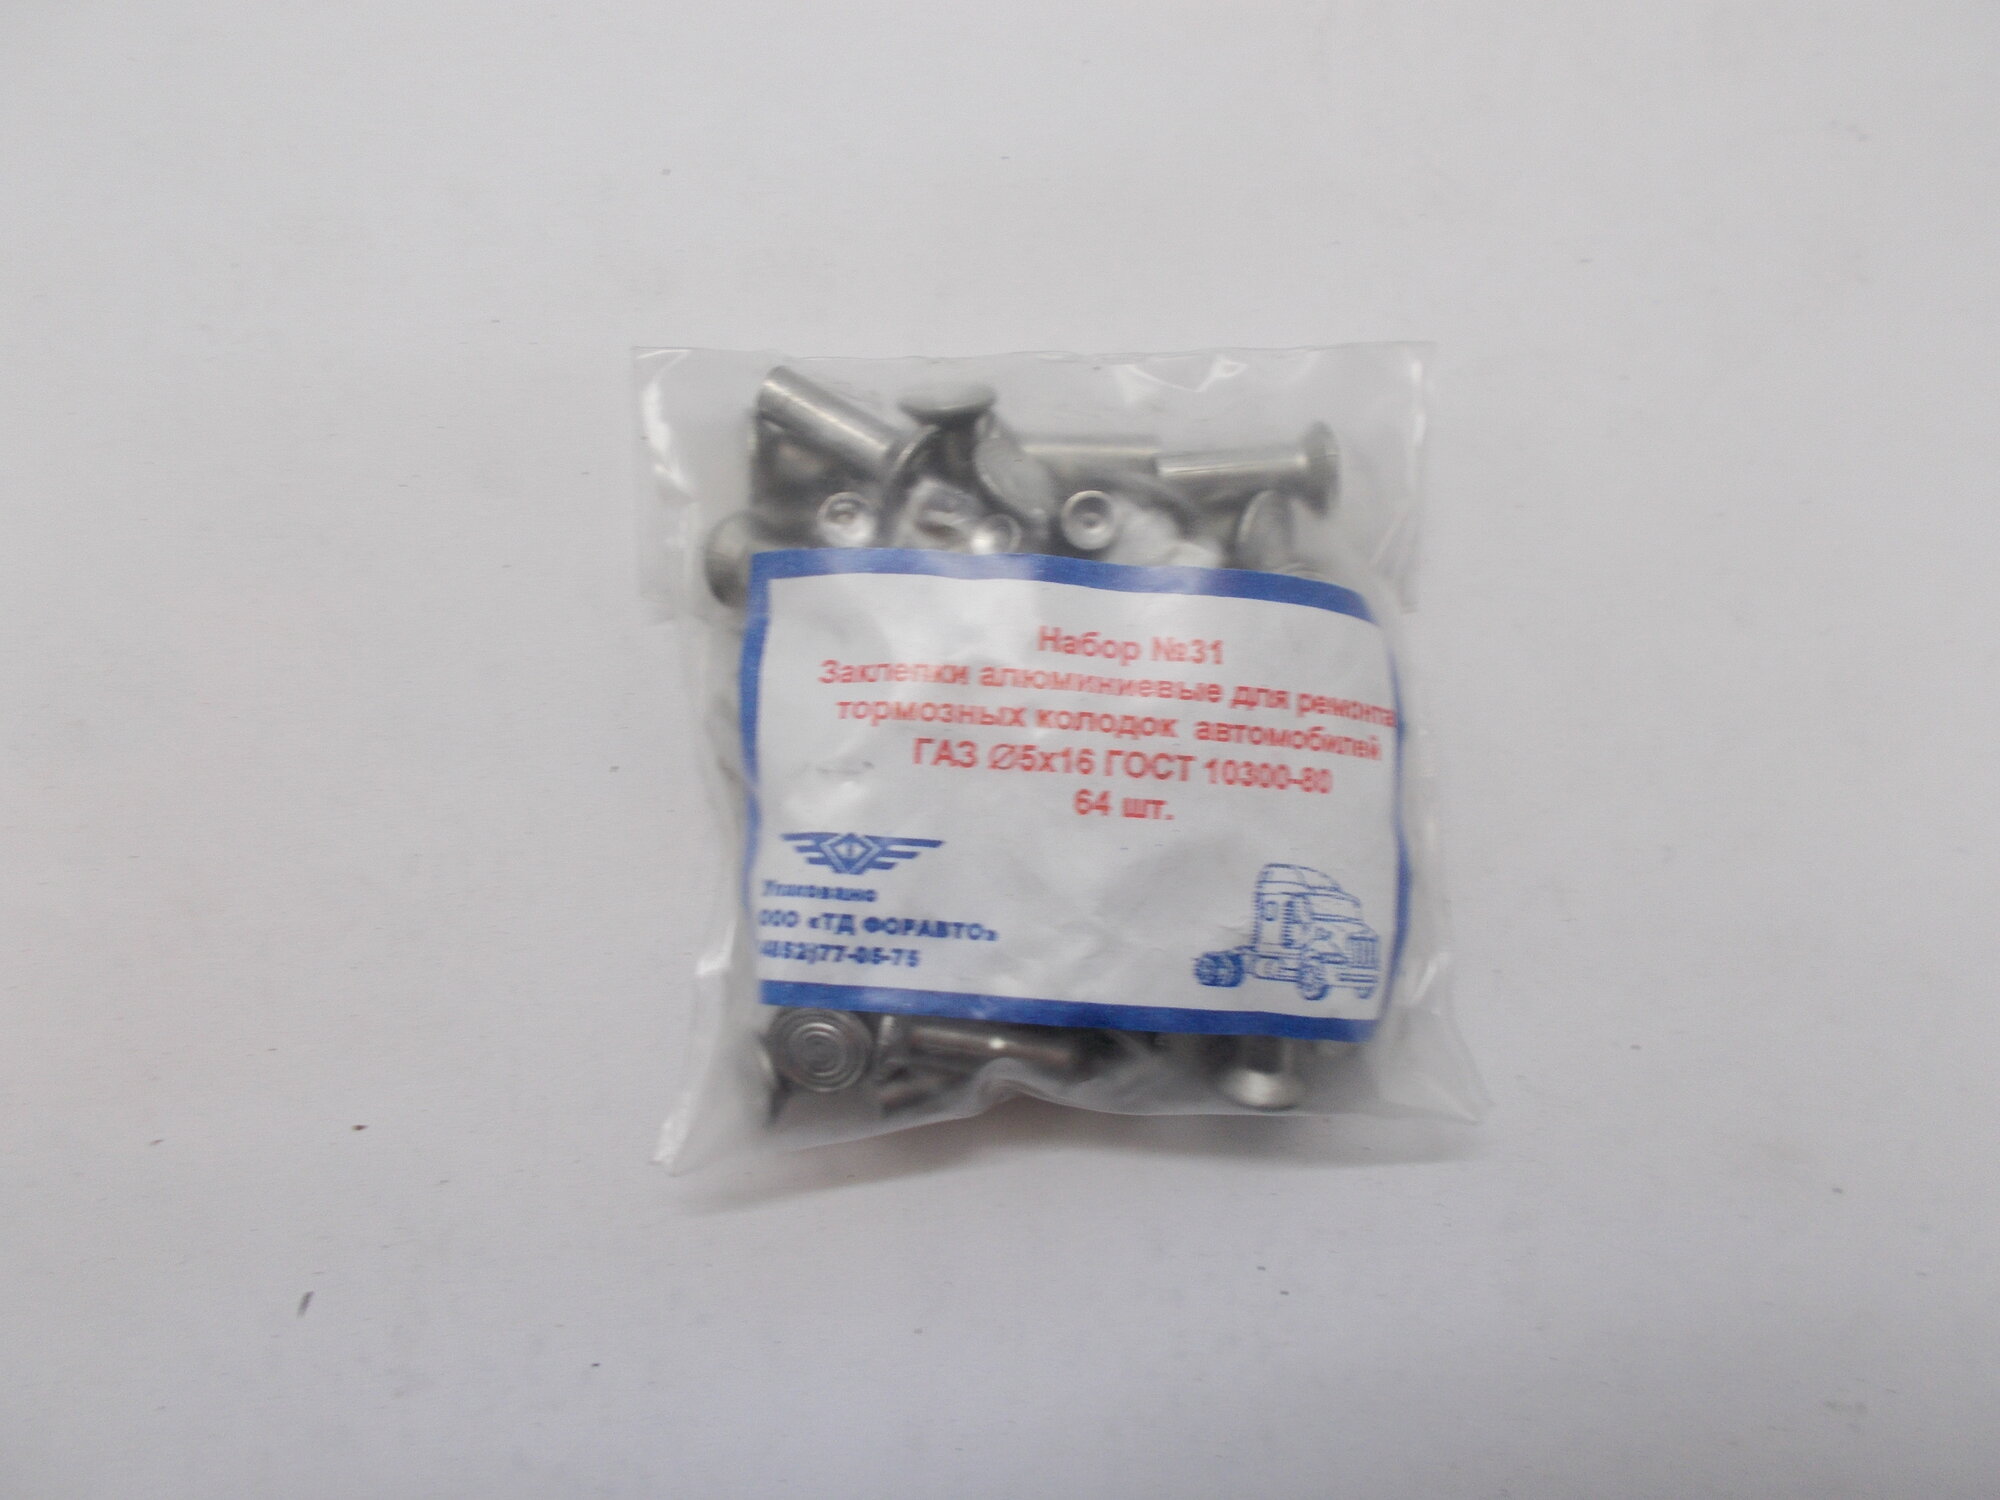 Набор №31
Заклепки алюминиевые для ремонта
тормозных колодок автомобилей
ГАЗ Ø5х16 ГОСТ 10300-80
64 шт.
Упаковано
ООО «ТД ФОРАВТО»
(4852)77-05-75